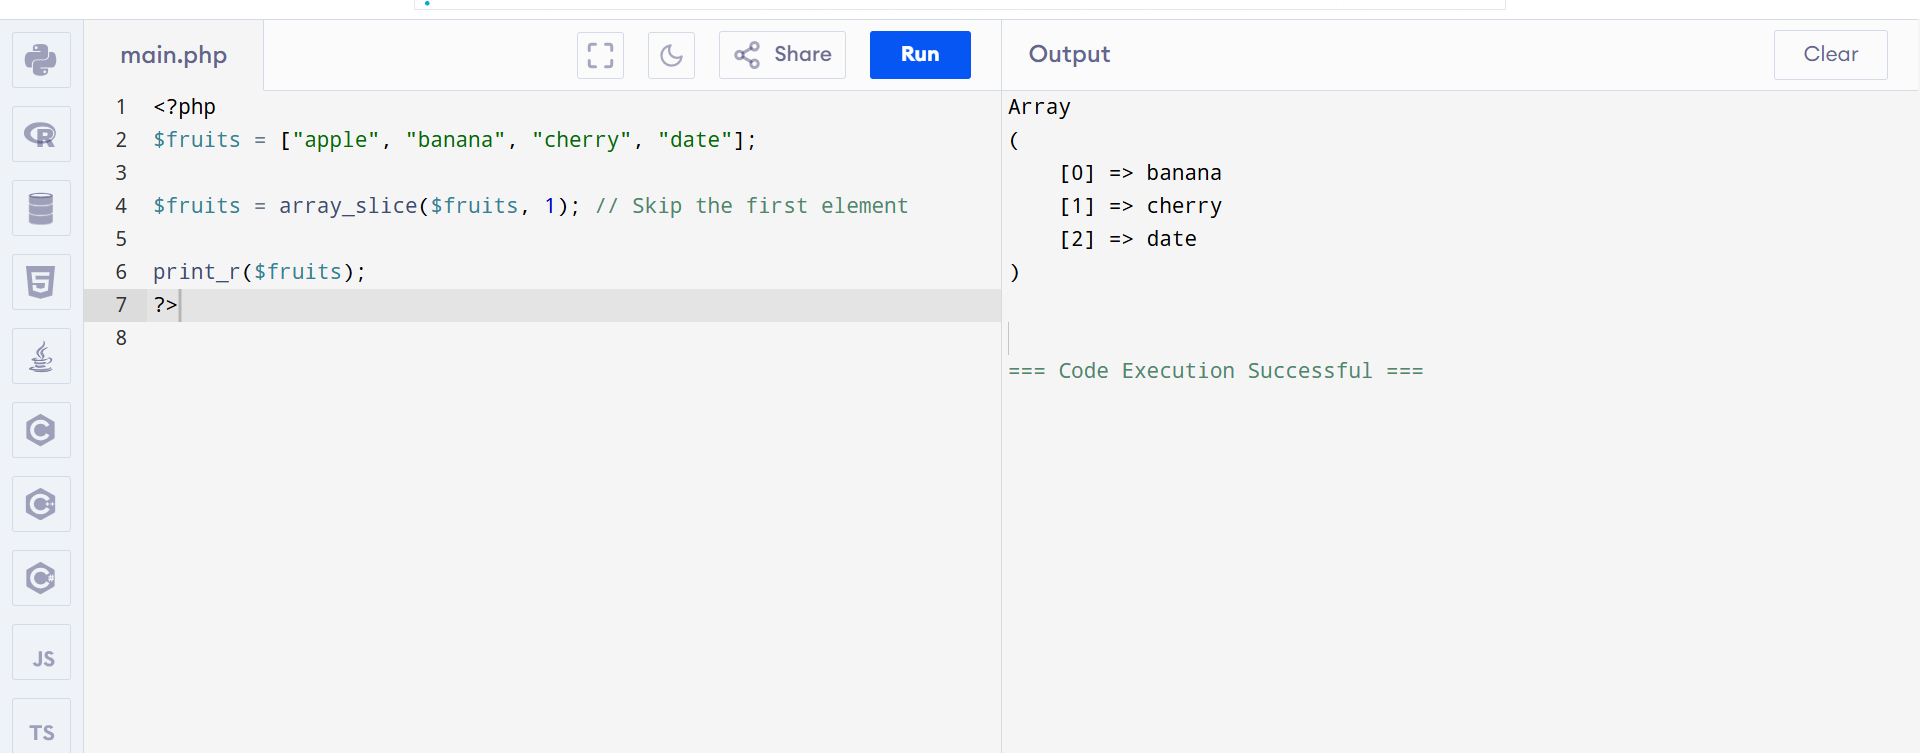 main.php
Share
Run
Output
Clear
1 <?php
2 $fruits = ["apple", "banana", "cherry", "date"];
3
4 $fruits = array_slice($fruits, 1); // Skip the first element
5
6 print_r($fruits);
7 ?>
8
Array
(
    [0] => banana
    [1] => cherry
    [2] => date
)
=== Code Execution Successful ===
R
5
C
C++
C#
JS
TS